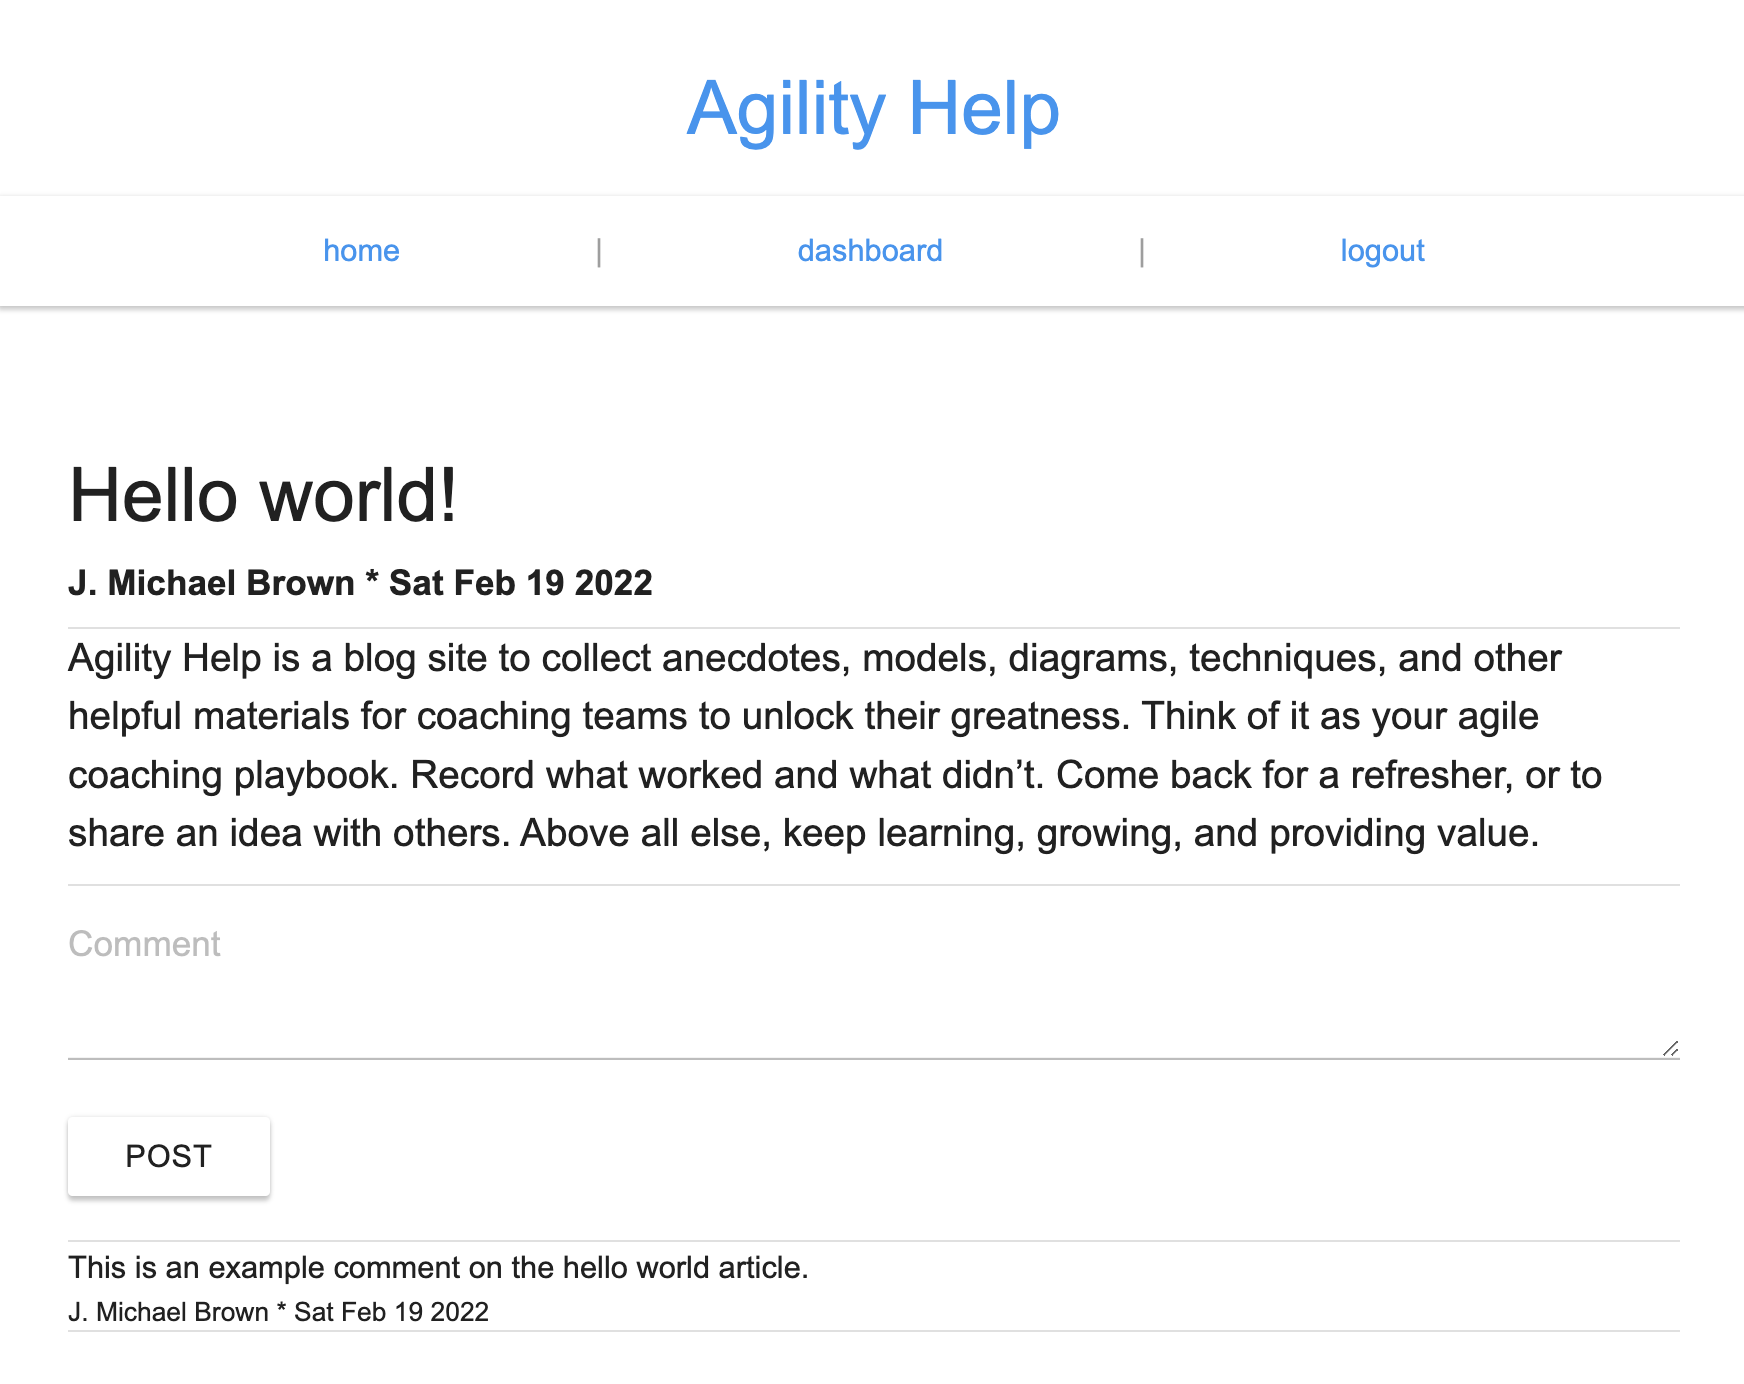 Agility Help
home | dashboard | logout
Hello world!
J. Michael Brown * Sat Feb 19 2022
Agility Help is a blog site to collect anecdotes, models, diagrams, techniques, and other
helpful materials for coaching teams to unlock their greatness. Think of it as your agile
coaching playbook. Record what worked and what didn’t. Come back for a refresher, or to
share an idea with others. Above all else, keep learning, growing, and providing value.
Comment
POST
This is an example comment on the hello world article.
J. Michael Brown * Sat Feb 19 2022